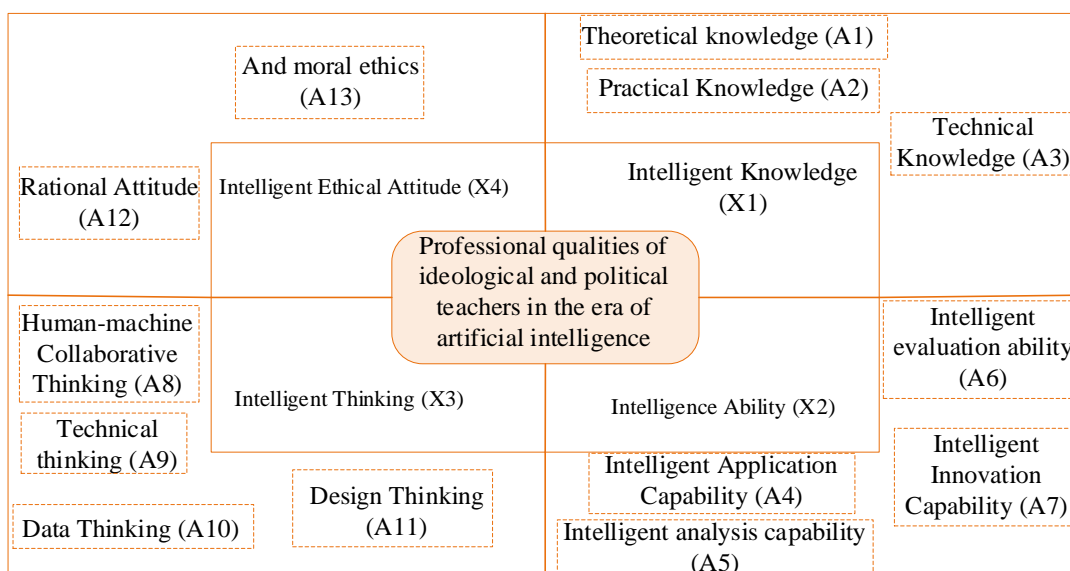 Theoretical knowledge (A1)
And moral ethics
(A13)
Practical Knowledge (A2)
Technical
Knowledge (A3)
Rational Attitude
(A12)
Intelligent Ethical Attitude (X4)
Intelligent Knowledge
(X1)
Professional qualities of
ideological and political
teachers in the era of
artificial intelligence
Human-machine
Collaborative
Thinking (A8)
Intelligent
evaluation ability
(A6)
Intelligent Thinking (X3)
Intelligence Ability (X2)
Technical
thinking (A9)
Intelligent
Innovation
Capability (A7)
Intelligent Application
Capability (A4)
Design Thinking
(A11)
Data Thinking (A10)
Intelligent analysis capability
(A5)